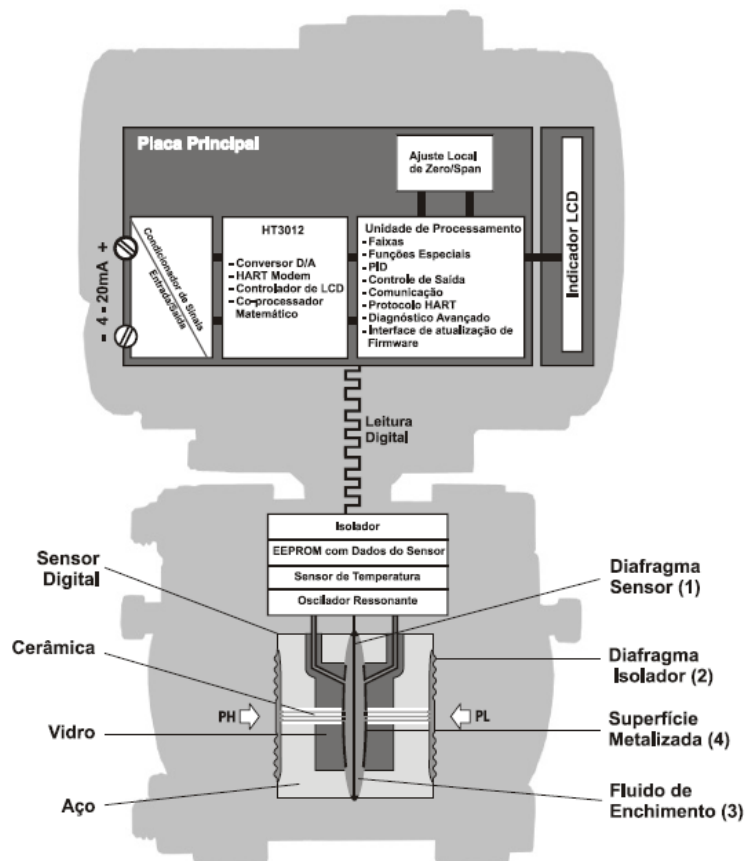 Placa Principal
Ajuste Local
de Zero/Span
+
4 - 20mA
-
Condicionador de Sinais
Entrada/Saída
HT3012
- Conversor D/A
- HART Modem
- Controlador de LCD
- Co-processador
Matemático
Unidade de Processamento
- Faixas
- Funções Especiais
- PID
- Controle de Saída
- Comunicação
- Protocolo HART
- Diagnóstico Avançado
- Interface de atualização de
Firmware
Indicador LCD
Leitura
Digital
Isolador
EEPROM com Dados do Sensor
Sensor de Temperatura
Oscilador Ressonante
Sensor
Digital
Cerâmica
PH
Vidro
Aço
Diafragma
Sensor (1)
Diafragma
Isolador (2)
PL
Superfície
Metalizada (4)
Fluido de
Enchimento (3)